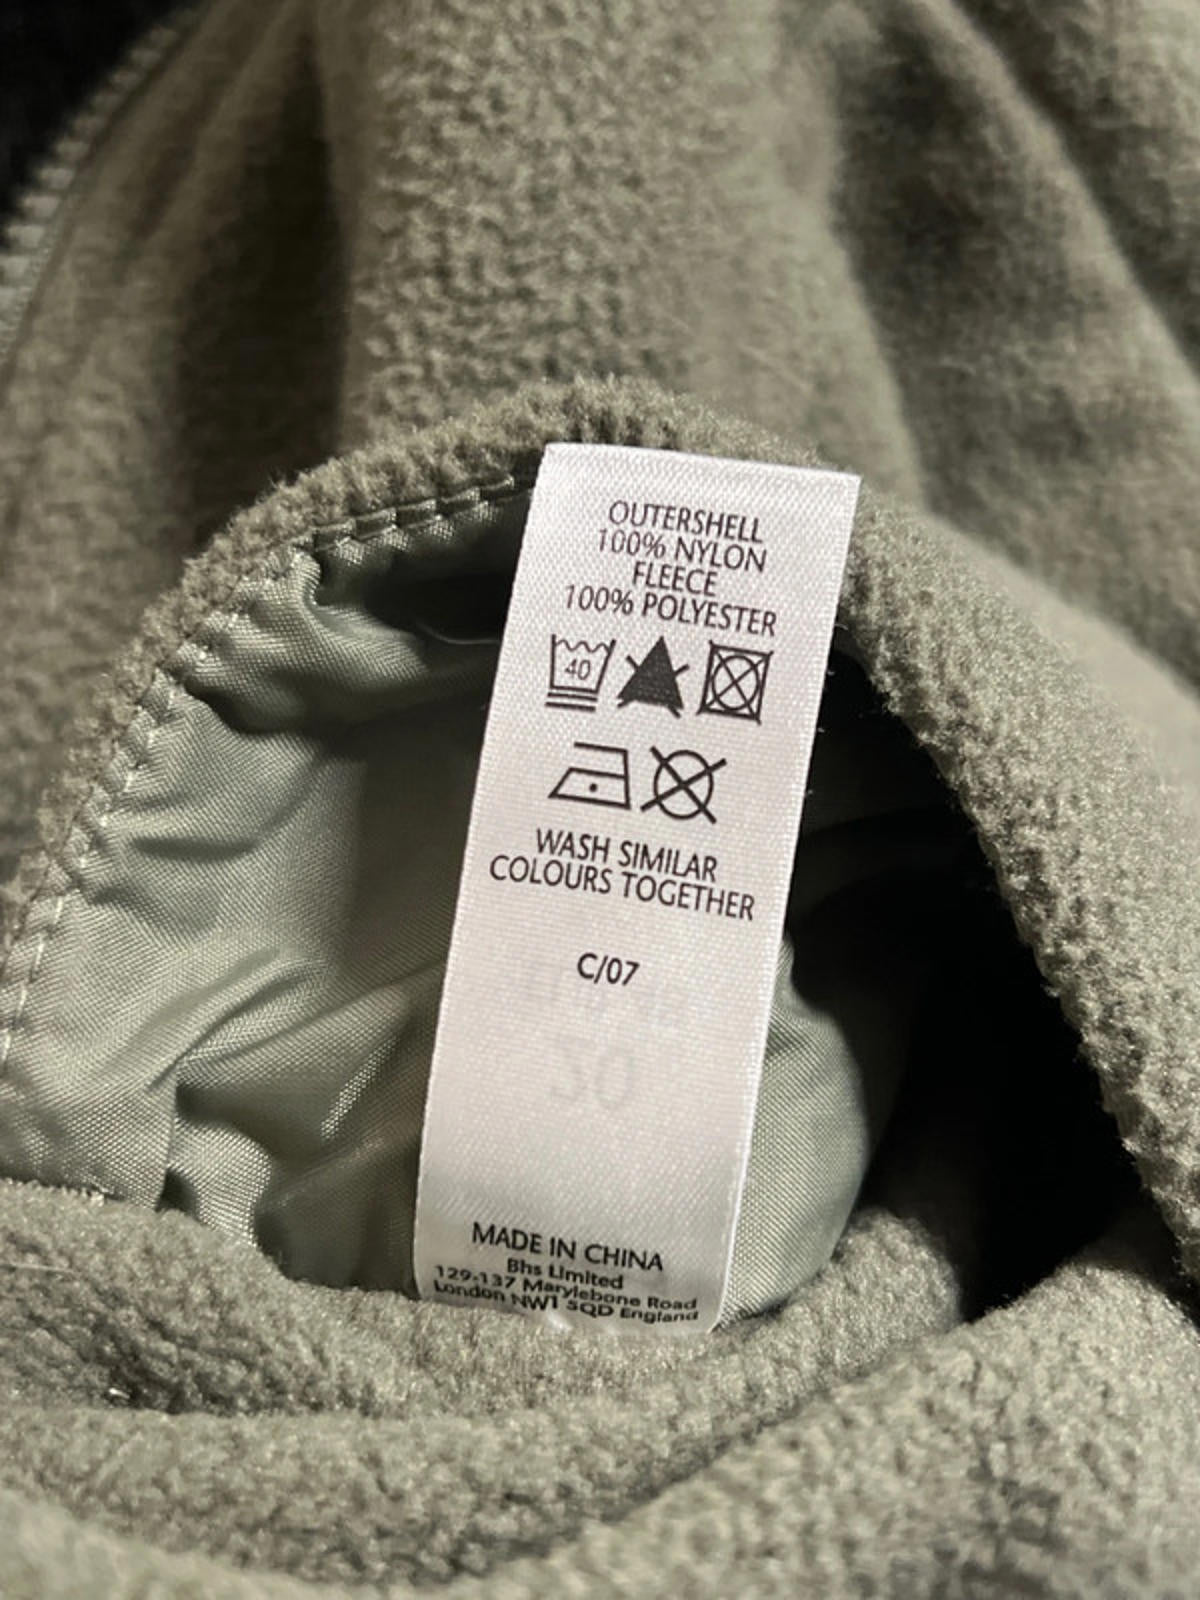 OUTERSHELL
100% NYLON
FLEECE
100% POLYESTER
40
WASH SIMILAR
COLOURS TOGETHER
C/07
20
MADE IN CHINA
Bhs Limited
129-137 Marylebone Road
London NW1 5QD England